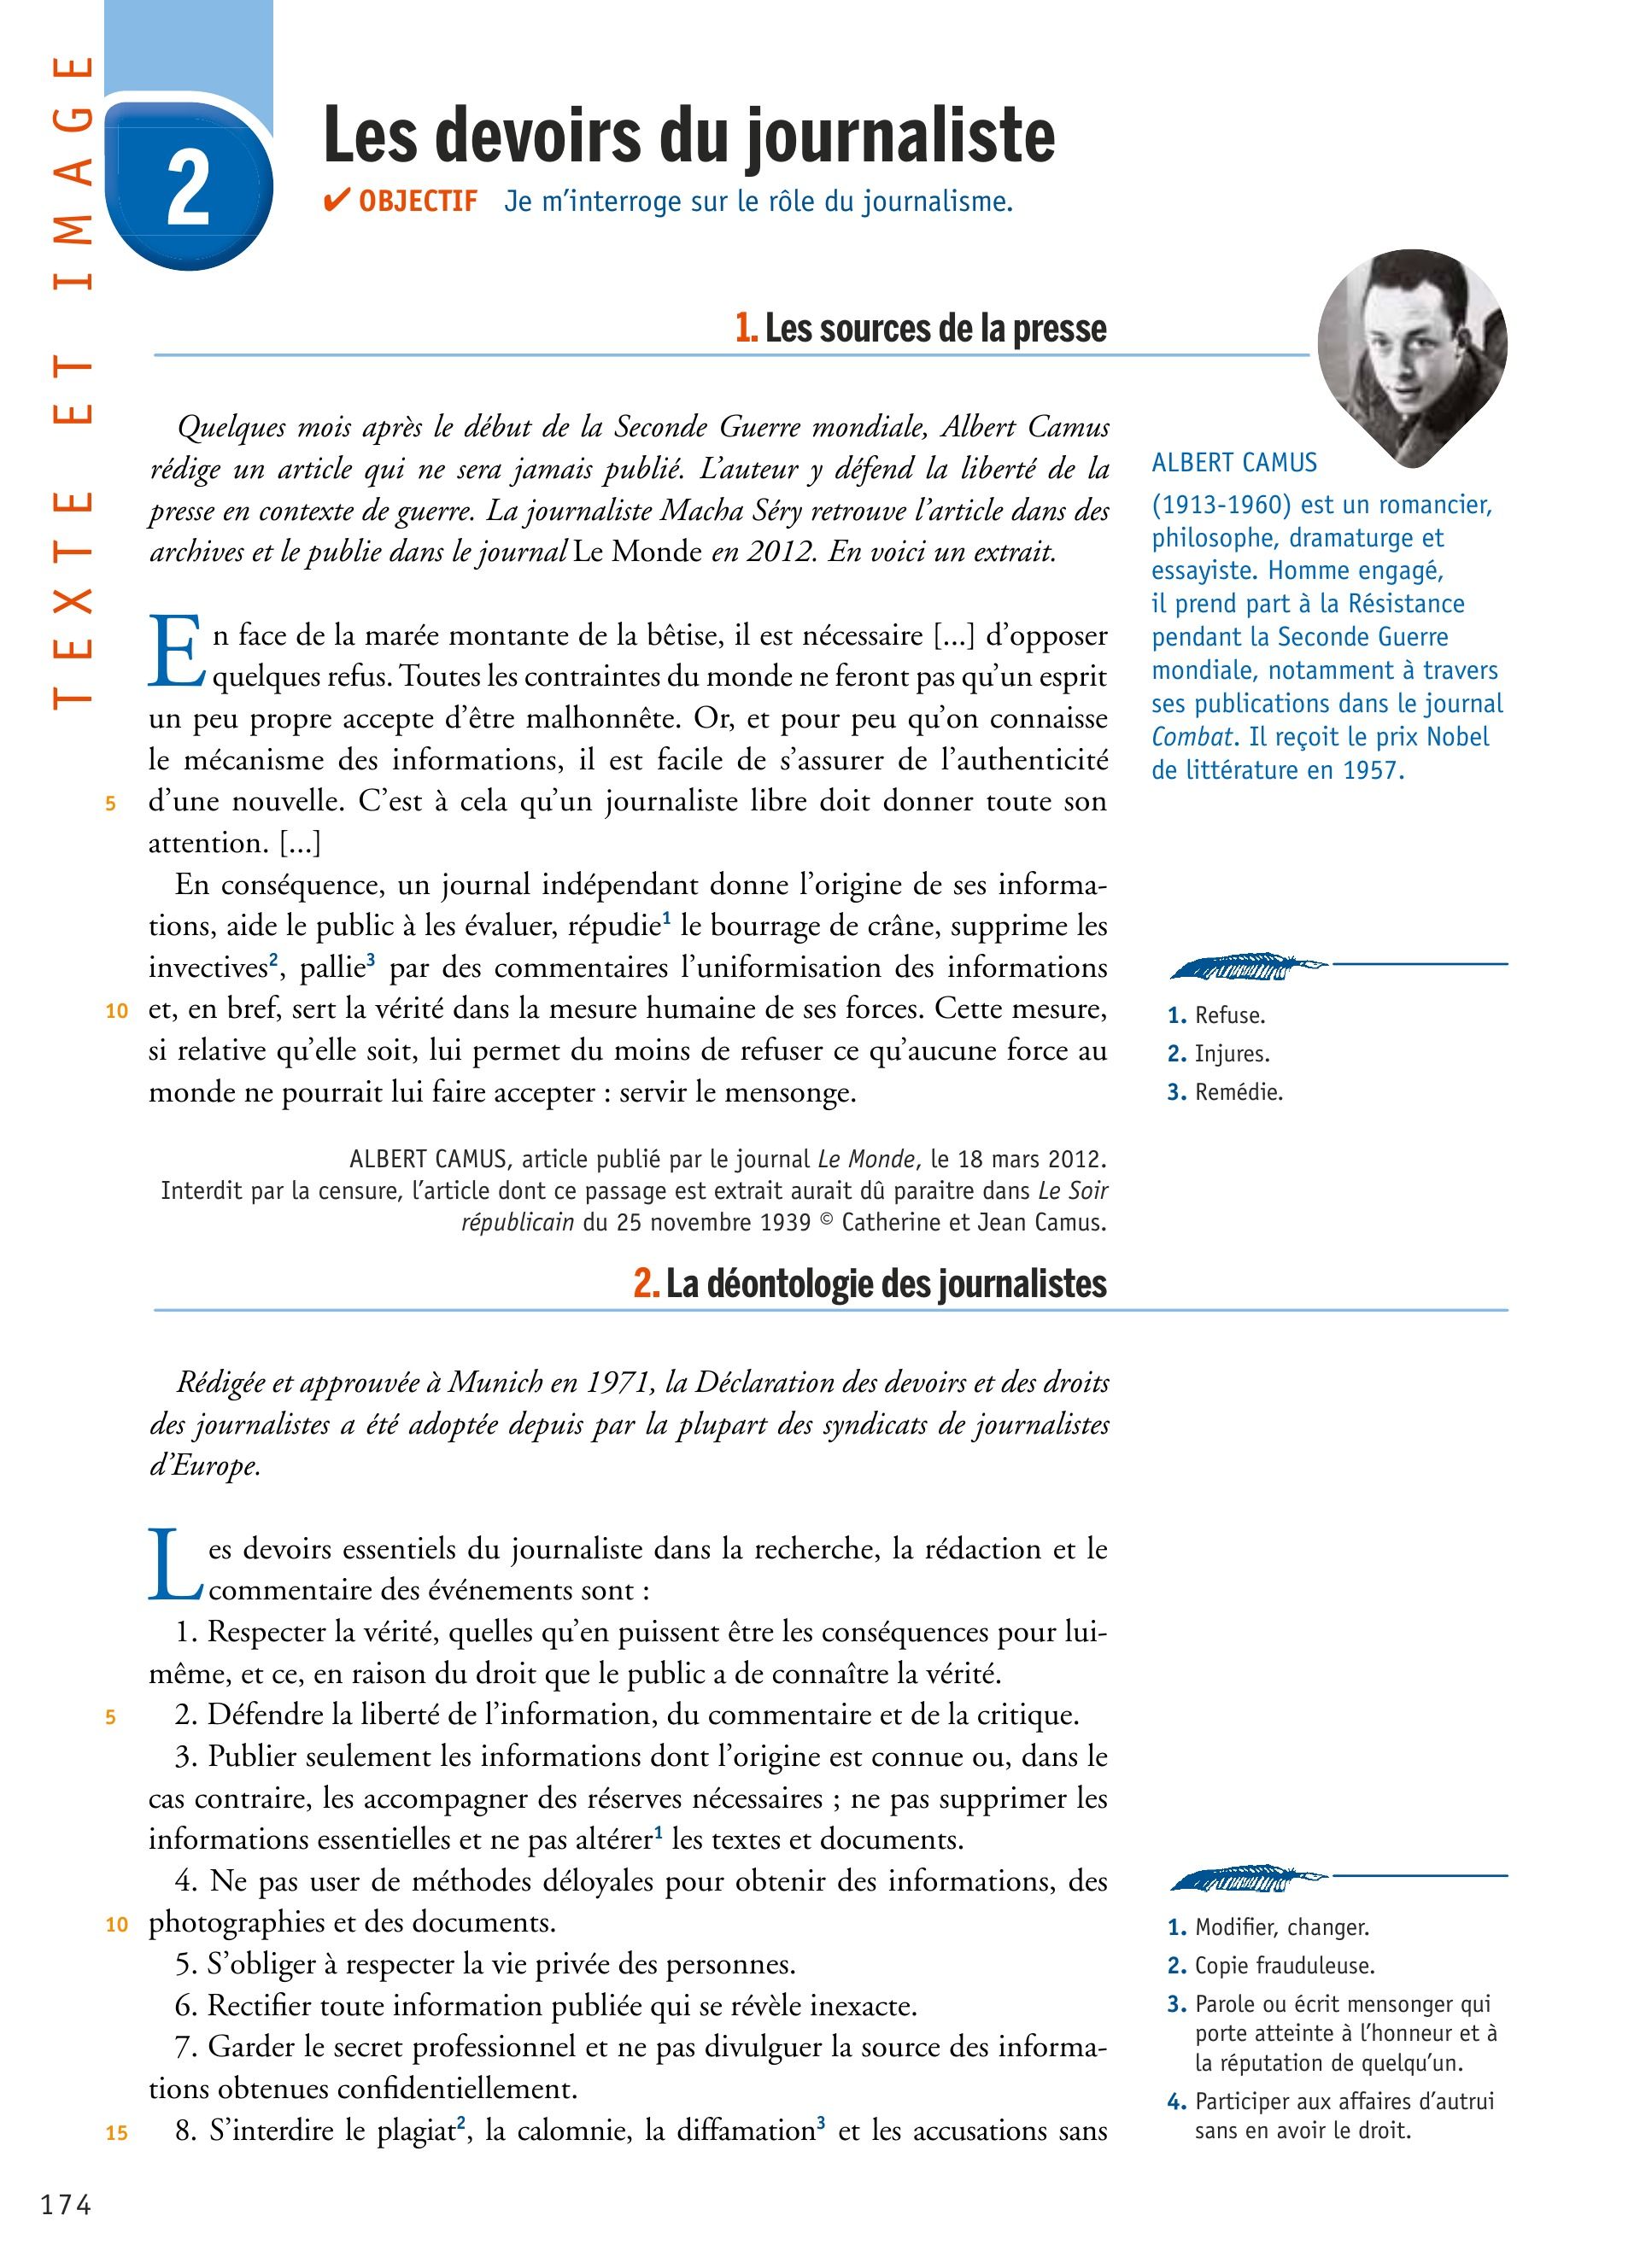 TEXTE ET IMAGE
2
Les devoirs du journaliste
✔ OBJECTIF Je m’interroge sur le rôle du journalisme.
1. Les sources de la presse
Quelques mois après le début de la Seconde Guerre mondiale, Albert Camus
rédige un article qui ne sera jamais publié. L’auteur y défend la liberté de la
presse en contexte de guerre. La journaliste Macha Séry retrouve l’article dans des
archives et le publie dans le journal Le Monde en 2012. En voici un extrait.
En face de la marée montante de la bêtise, il est nécessaire [...] d’opposer
quelques refus. Toutes les contraintes du monde ne feront pas qu’un esprit
un peu propre accepte d’être malhonnête. Or, et pour peu qu’on connaisse
le mécanisme des informations, il est facile de s’assurer de l’authenticité
5 d’une nouvelle. C’est à cela qu’un journaliste libre doit donner toute son
attention. [...]
En conséquence, un journal indépendant donne l’origine de ses informa-
tions, aide le public à les évaluer, répudie1 le bourrage de crâne, supprime les
invectives2, pallie3 par des commentaires l’uniformisation des informations
10 et, en bref, sert la vérité dans la mesure humaine de ses forces. Cette mesure,
si relative qu’elle soit, lui permet du moins de refuser ce qu’aucune force au
monde ne pourrait lui faire accepter : servir le mensonge.
ALBERT CAMUS, article publié par le journal Le Monde, le 18 mars 2012.
Interdit par la censure, l’article dont ce passage est extrait aurait dû paraitre dans Le Soir
républicain du 25 novembre 1939 © Catherine et Jean Camus.
ALBERT CAMUS
(1913-1960) est un romancier,
philosophe, dramaturge et
essayiste. Homme engagé,
il prend part à la Résistance
pendant la Seconde Guerre
mondiale, notamment à travers
ses publications dans le journal
Combat. Il reçoit le prix Nobel
de littérature en 1957.
1. Refuse.
2. Injures.
3. Remédie.
2. La déontologie des journalistes
Rédigée et approuvée à Munich en 1971, la Déclaration des devoirs et des droits
des journalistes a été adoptée depuis par la plupart des syndicats de journalistes
d’Europe.
Les devoirs essentiels du journaliste dans la recherche, la rédaction et le
commentaire des événements sont :
1. Respecter la vérité, quelles qu’en puissent être les conséquences pour lui-
même, et ce, en raison du droit que le public a de connaître la vérité.
5 2. Défendre la liberté de l’information, du commentaire et de la critique.
3. Publier seulement les informations dont l’origine est connue ou, dans le
cas contraire, les accompagner des réserves nécessaires ; ne pas supprimer les
informations essentielles et ne pas altérer1 les textes et documents.
4. Ne pas user de méthodes déloyales pour obtenir des informations, des
10 photographies et des documents.
5. S’obliger à respecter la vie privée des personnes.
6. Rectifier toute information publiée qui se révèle inexacte.
7. Garder le secret professionnel et ne pas divulguer la source des informa-
tions obtenues confidentiellement.
15 8. S’interdire le plagiat2, la calomnie, la diffamation3 et les accusations sans
1. Modifier, changer.
2. Copie frauduleuse.
3. Parole ou écrit mensonger qui
porte atteinte à l’honneur et à
la réputation de quelqu’un.
4. Participer aux affaires d’autrui
sans en avoir le droit.
174